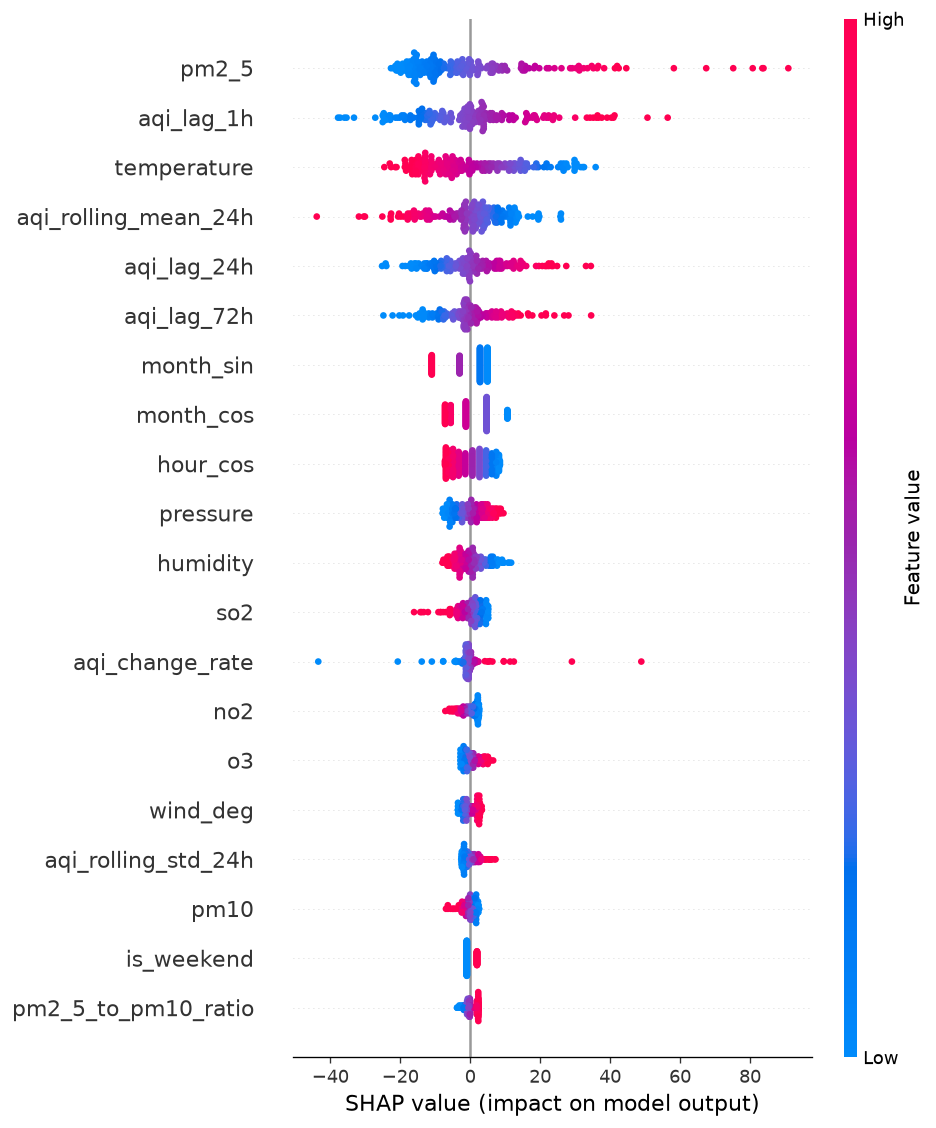 High
pm2_5
aqi_lag_1h
temperature
aqi_rolling_mean_24h
aqi_lag_24h
aqi_lag_72h
month_sin
month_cos
hour_cos
pressure
humidity
so2
aqi_change_rate
no2
o3
wind_deg
aqi_rolling_std_24h
pm10
is_weekend
pm2_5_to_pm10_ratio
Feature value
Low
−40 −20 0 20 40 60 80
SHAP value (impact on model output)